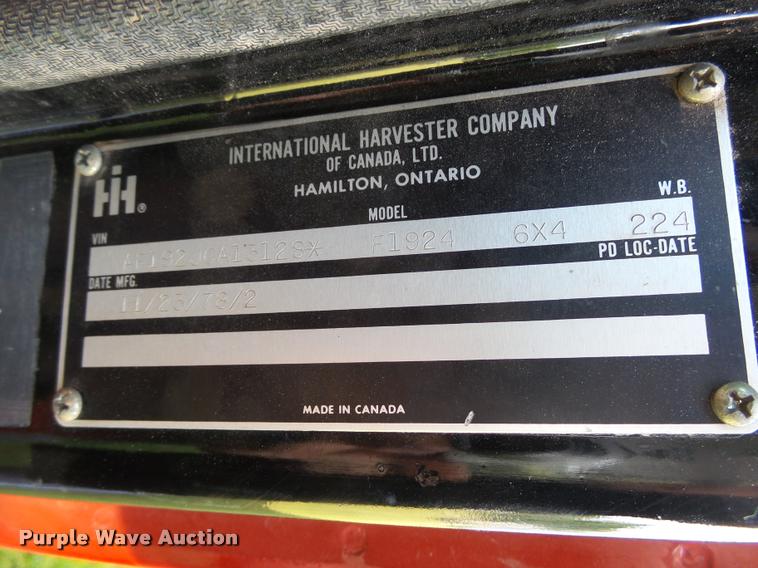 INTERNATIONAL HARVESTER COMPANY
OF CANADA, LTD.
HAMILTON, ONTARIO
IH®
W.B.
MODEL
VIN
F1924 6X4 224
PD LOC-DATE
DATE MFG.
MADE IN CANADA
Purple Wave Auction